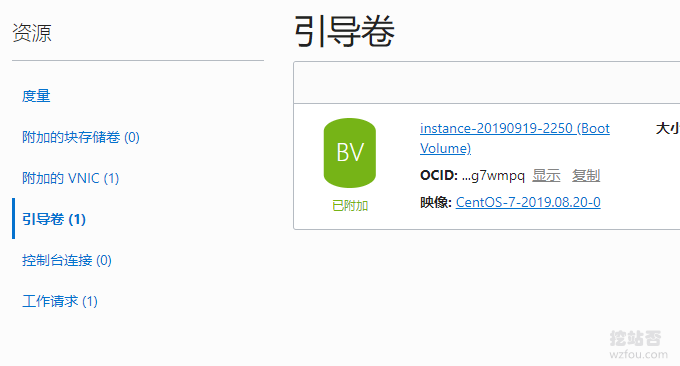 资源
度量
附加的块存储卷 (0)
附加的 VNIC (1)
引导卷 (1)
控制台连接 (0)
工作请求 (1)
引导卷
BV
已附加
instance-20190919-2250 (Boot
Volume)
OCID: ...g7wmpq 显示 复制
映像: CentOS-7-2019.08.20-0
大小
挖站否
wzfou.com